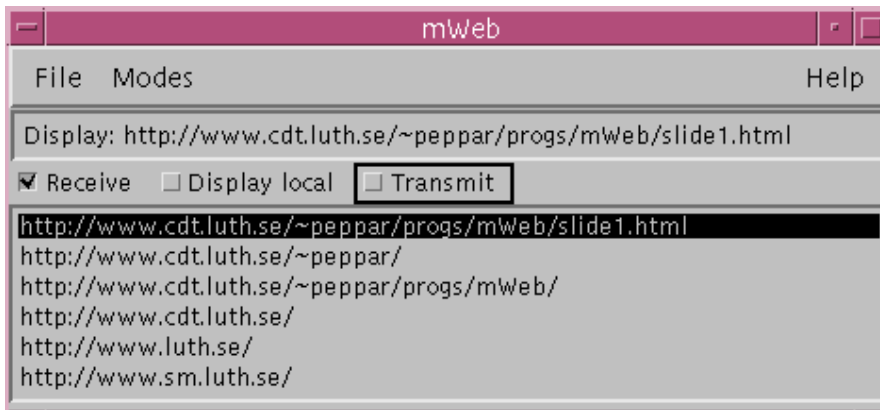 mWeb
File Modes Help
Display: http://www.cdt.luth.se/~peppar/progs/mWeb/slide1.html
Receive Display local Transmit
http://www.cdt.luth.se/~peppar/progs/mWeb/slide1.html
http://www.cdt.luth.se/~peppar/
http://www.cdt.luth.se/~peppar/progs/mWeb/
http://www.cdt.luth.se/
http://www.luth.se/
http://www.sm.luth.se/